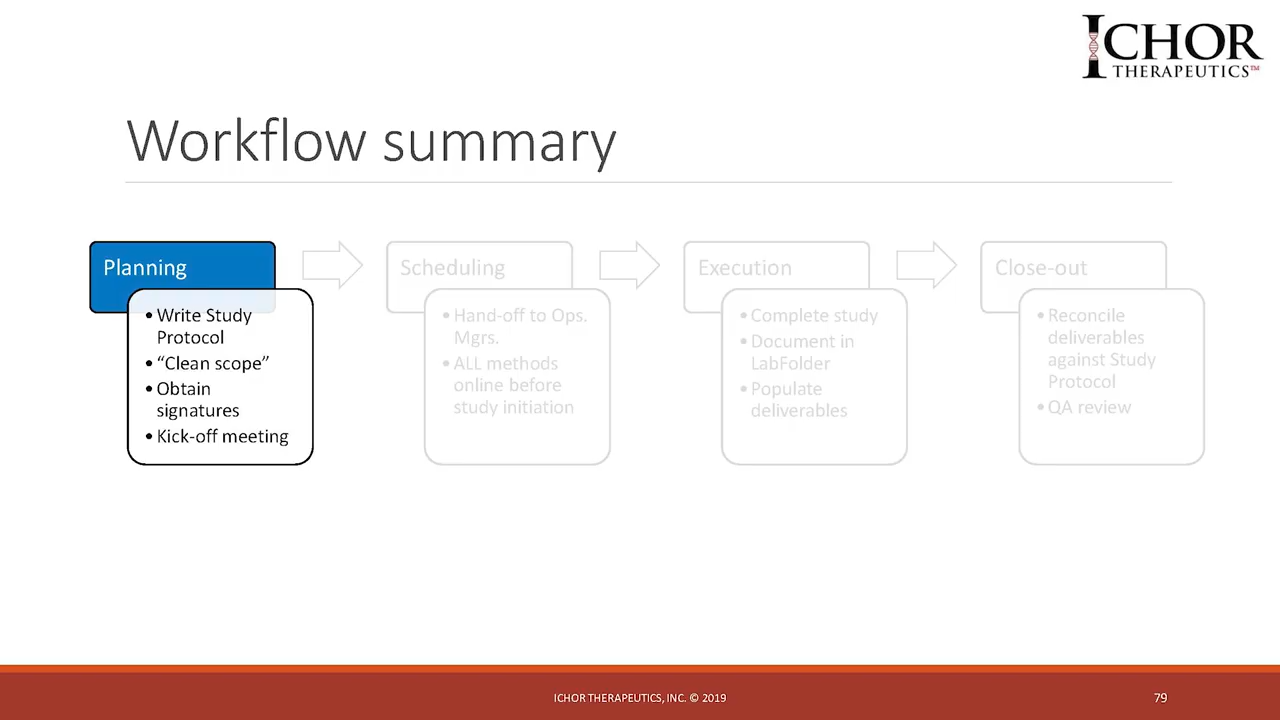 ICHOR
THERAPEUTICS™
Workflow summary
Planning
• Write Study
Protocol
• “Clean scope”
• Obtain
signatures
• Kick-off meeting
Scheduling
• Hand-off to Ops.
Mgrs.
• ALL methods
online before
study initiation
Execution
• Complete study
• Document in
LabFolder
• Populate
deliverables
Close-out
• Reconcile
deliverables
against Study
Protocol
• QA review
ICHOR THERAPEUTICS, INC. © 2019
79